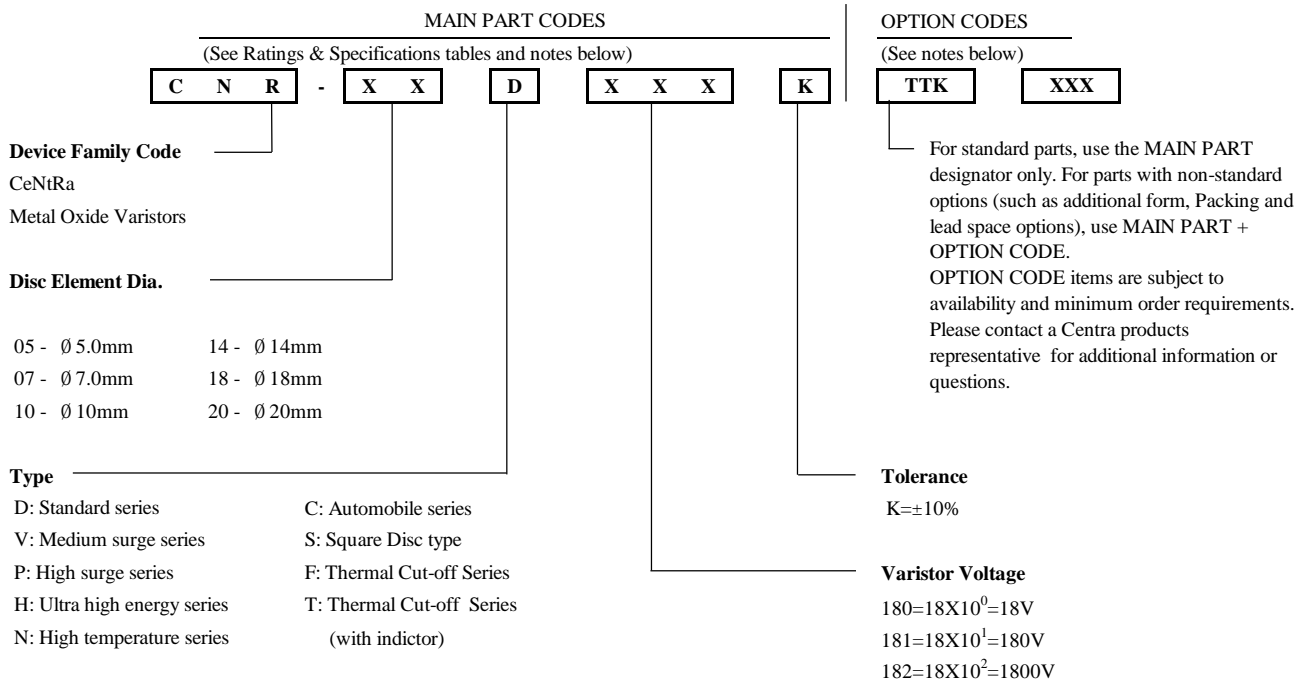 MAIN PART CODES
OPTION CODES
(See Ratings & Specifications tables and notes below)
(See notes below)
C N R - X X D X X X K TTK XXX
Device Family Code
CeNtRa
Metal Oxide Varistors
For standard parts, use the MAIN PART
designator only. For parts with non-standard
options (such as additional form, Packing and
lead space options), use MAIN PART +
OPTION CODE.
OPTION CODE items are subject to
availability and minimum order requirements.
Please contact a Centra products
representative for additional information or
questions.
Disc Element Dia.
05 - Ø 5.0mm 14 - Ø 14mm
07 - Ø 7.0mm 18 - Ø 18mm
10 - Ø 10mm 20 - Ø 20mm
Type
D: Standard series C: Automobile series
V: Medium surge series S: Square Disc type
P: High surge series F: Thermal Cut-off Series
H: Ultra high energy series T: Thermal Cut-off Series
N: High temperature series (with indictor)
Tolerance
K=±10%
Varistor Voltage
180=18X10⁰=18V
181=18X10¹=180V
182=18X10²=1800V